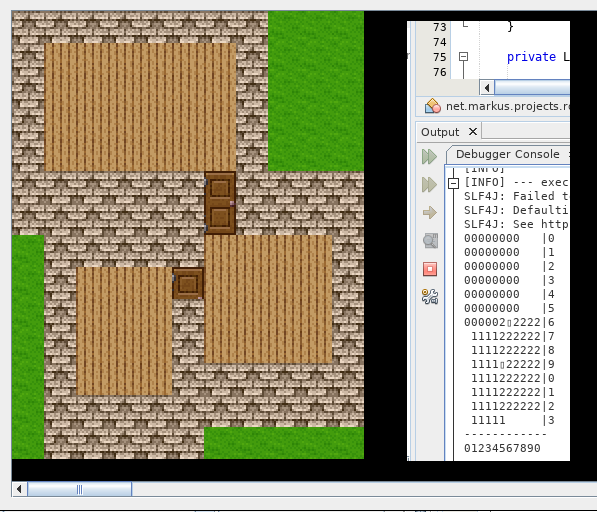 73 }
74
75 private L
76
net.markus.projects.ro
Output
Debugger Console
[INFO]
[INFO] --- exec
SLF4J: Failed t
SLF4J: Defaulti
SLF4J: See http
00000000 |0
00000000 |1
00000000 |2
00000000 |3
00000000 |4
00000000 |5
000002▯2222|6
1111222222|7
1111222222|8
1111▯22222|9
1111222222|0
1111222222|1
1111222222|2
11111 |3
------------
01234567890